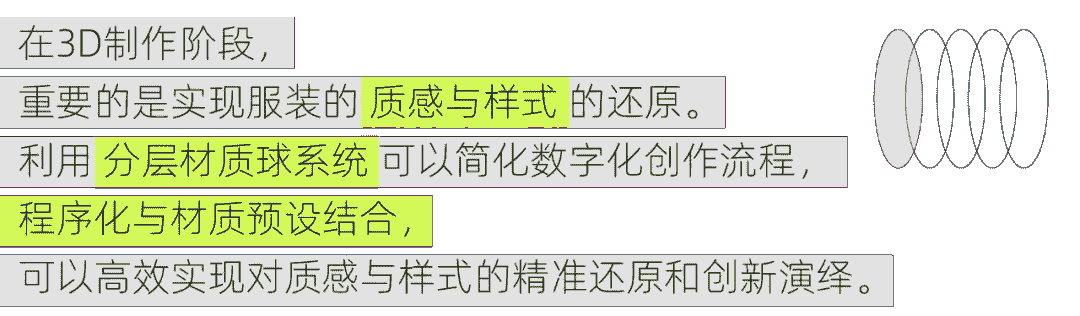 在3D制作阶段，
重要的是实现服装的质感与样式的还原。
利用分层材质球系统可以简化数字化创作流程，
程序化与材质预设结合，
可以高效实现对质感与样式的精准还原和创新演绎。